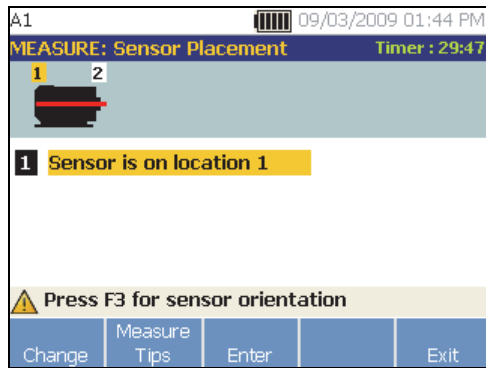 A1 09/03/2009 01:44 PM
MEASURE: Sensor Placement Timer : 29:47
1 2
1 Sensor is on location 1
Press F3 for sensor orientation
Measure
Change Tips Enter Exit